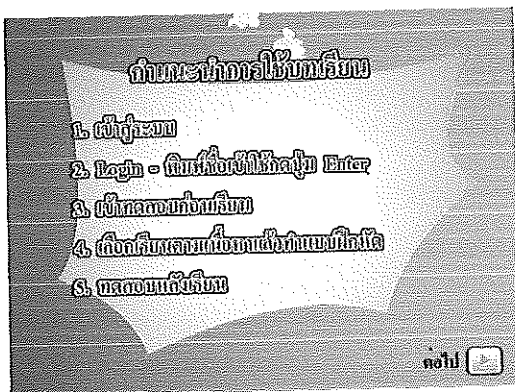 คำแนะนำการใช้บทเรียน
1. เข้าสู่ระบบ
2. Login - พิมพ์ชื่อเข้าใช้กดปุ่ม Enter
3. เข้าทดสอบก่อนเรียน
4. เลือกเรียนตามเนื้อหาแล้วทำแบบฝึกหัด
5. ทดสอบหลังเรียน
ต่อไป